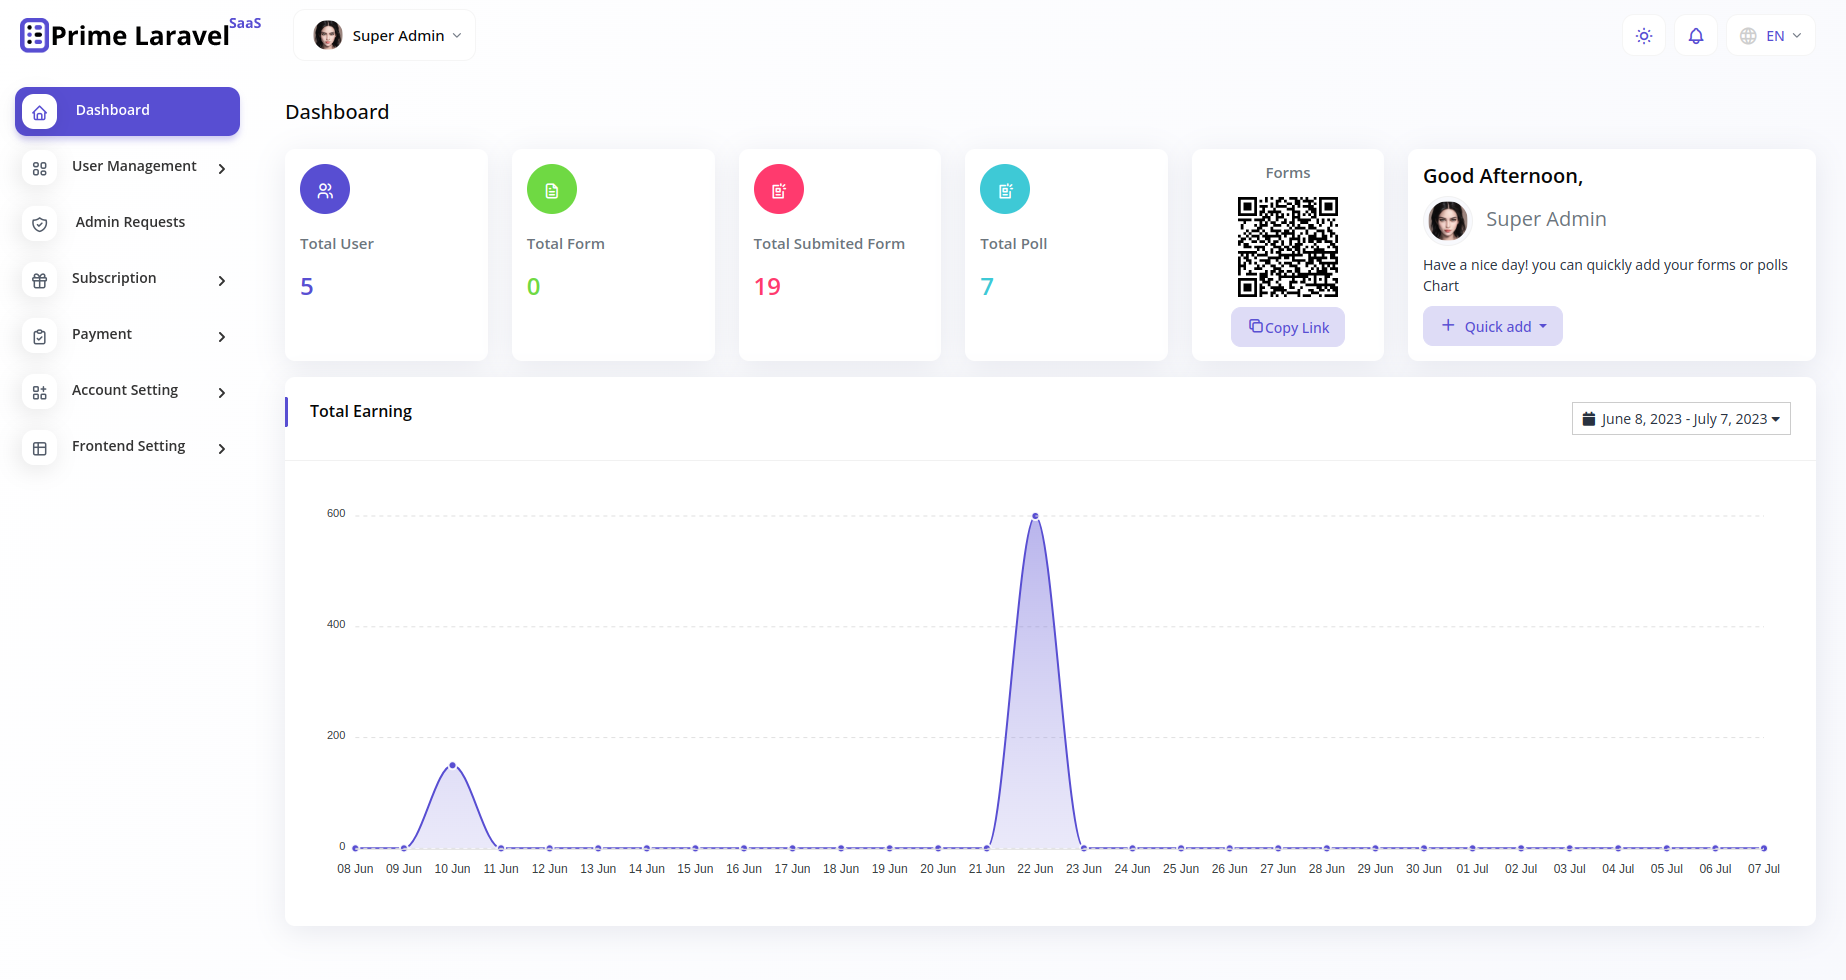 Prime Laravel SaaS
Super Admin
EN
Dashboard
User Management
Admin Requests
Subscription
Payment
Account Setting
Frontend Setting
Dashboard
Total User
5
Total Form
0
Total Submited Form
19
Total Poll
7
Forms
Copy Link
Good Afternoon,
Super Admin
Have a nice day! you can quickly add your forms or polls
Chart
Quick add
Total Earning
June 8, 2023 - July 7, 2023
600
400
200
0
08 Jun 09 Jun 10 Jun 11 Jun 12 Jun 13 Jun 14 Jun 15 Jun 16 Jun 17 Jun 18 Jun 19 Jun 20 Jun 21 Jun 22 Jun 23 Jun 24 Jun 25 Jun 26 Jun 27 Jun 28 Jun 29 Jun 30 Jun 01 Jul 02 Jul 03 Jul 04 Jul 05 Jul 06 Jul 07 Jul